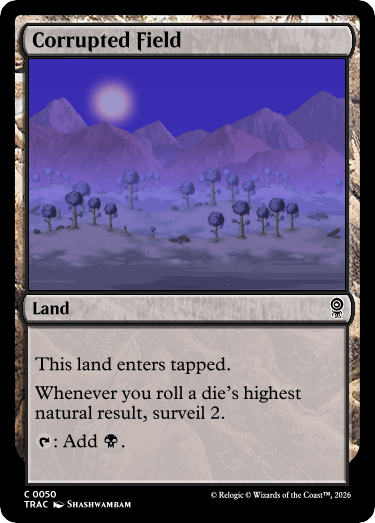 Corrupted Field
Land
This land enters tapped.
Whenever you roll a die's highest
natural result, surveil 2.
: Add .
C 0050
TRAC SHASHWAMBAM
© Relogic © Wizards of the Coast™, 2026